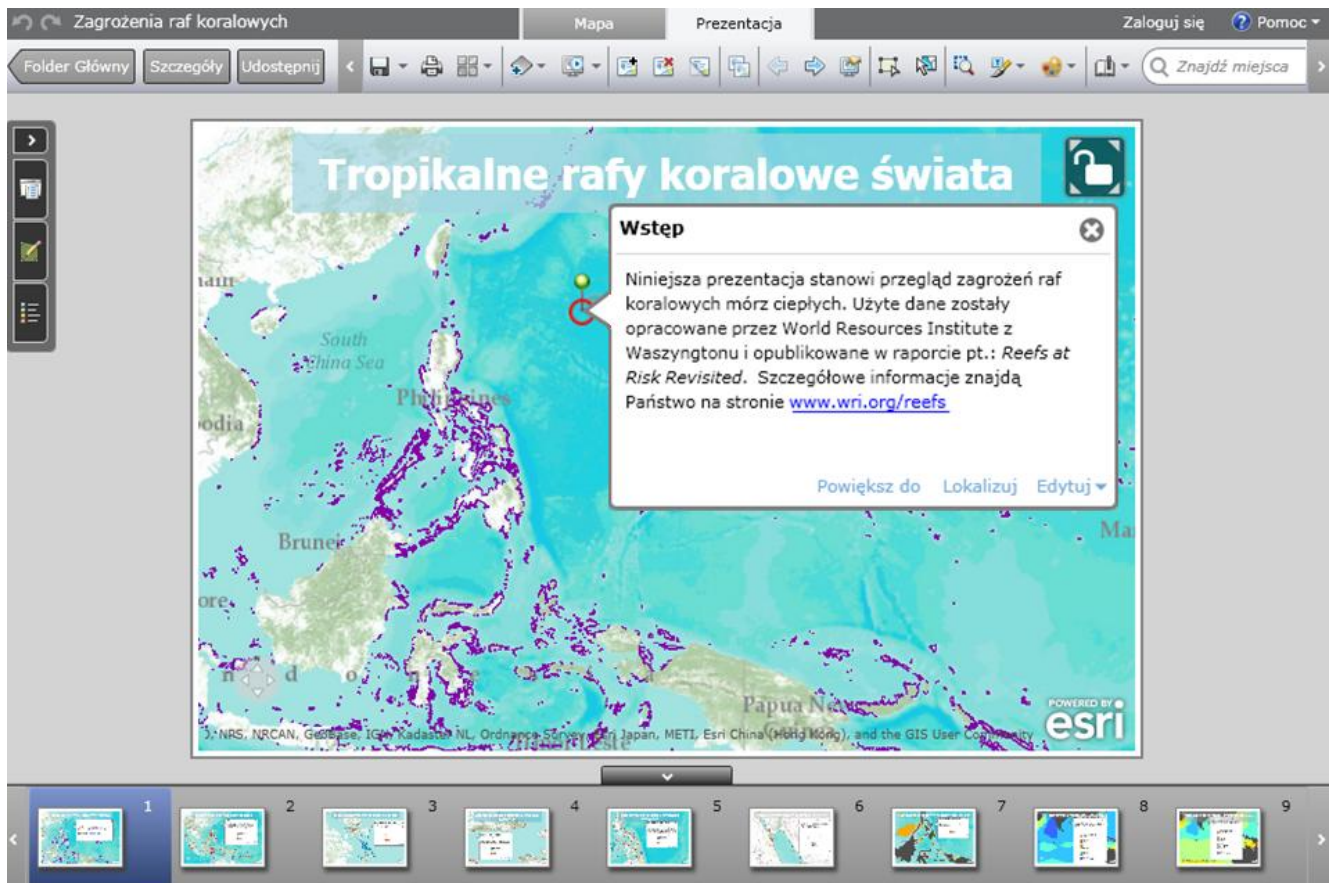 Zagrożenia raf koralowych
Mapa
Prezentacja
Zaloguj się
Pomoc
Folder Główny
Szczegóły
Udostępnij
Znajdź miejsca
Tropikalne rafy koralowe świata
Wstęp
Niniejsza prezentacja stanowi przegląd zagrożeń raf
koralowych mórz ciepłych. Użyte dane zostały
opracowane przez World Resources Institute z
Waszyngtonu i opublikowane w raporcie pt.: Reefs at
Risk Revisited. Szczegółowe informacje znajdą
Państwo na stronie www.wri.org/reefs
Powiększ do
Lokalizuj
Edytuj
South
China Sea
Philippines
odia
Brunei
ore
Ma
n d o n e
Papua New
POWERED BY
esri
NRS, NRCAN, GeoBase, IGN, Kadaster NL, Ordnance Survey, Esri Japan, METI, Esri China (Hong Kong), and the GIS User Community
1
2
3
4
5
6
7
8
9